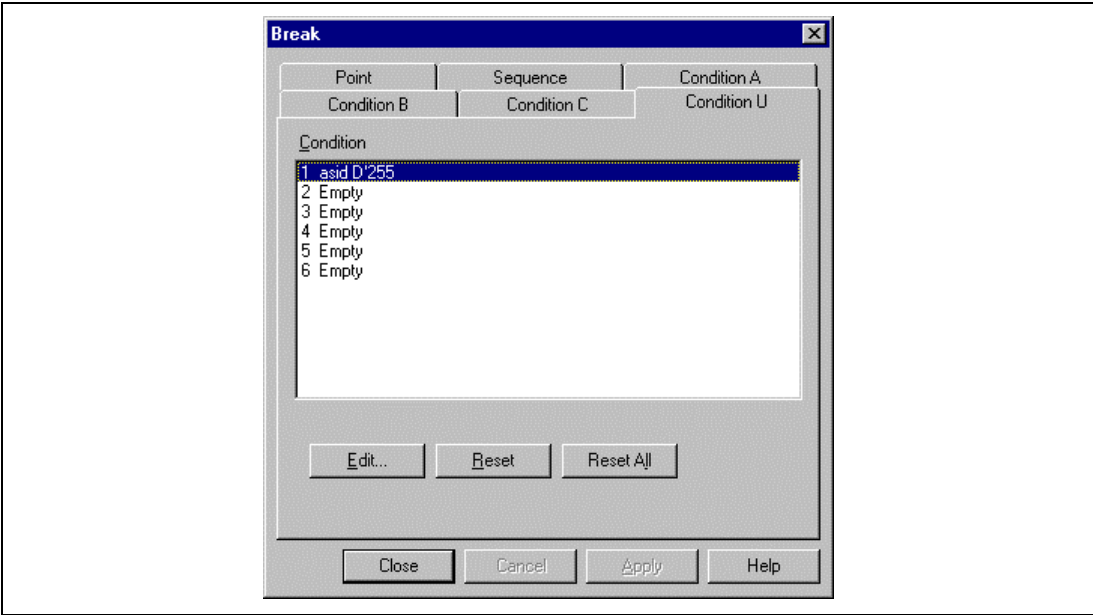 Break
Point Sequence Condition A
Condition B Condition C Condition U
Condition
1 asid D'255
2 Empty
3 Empty
4 Empty
5 Empty
6 Empty
Edit... Reset Reset All
Close Cancel Apply Help